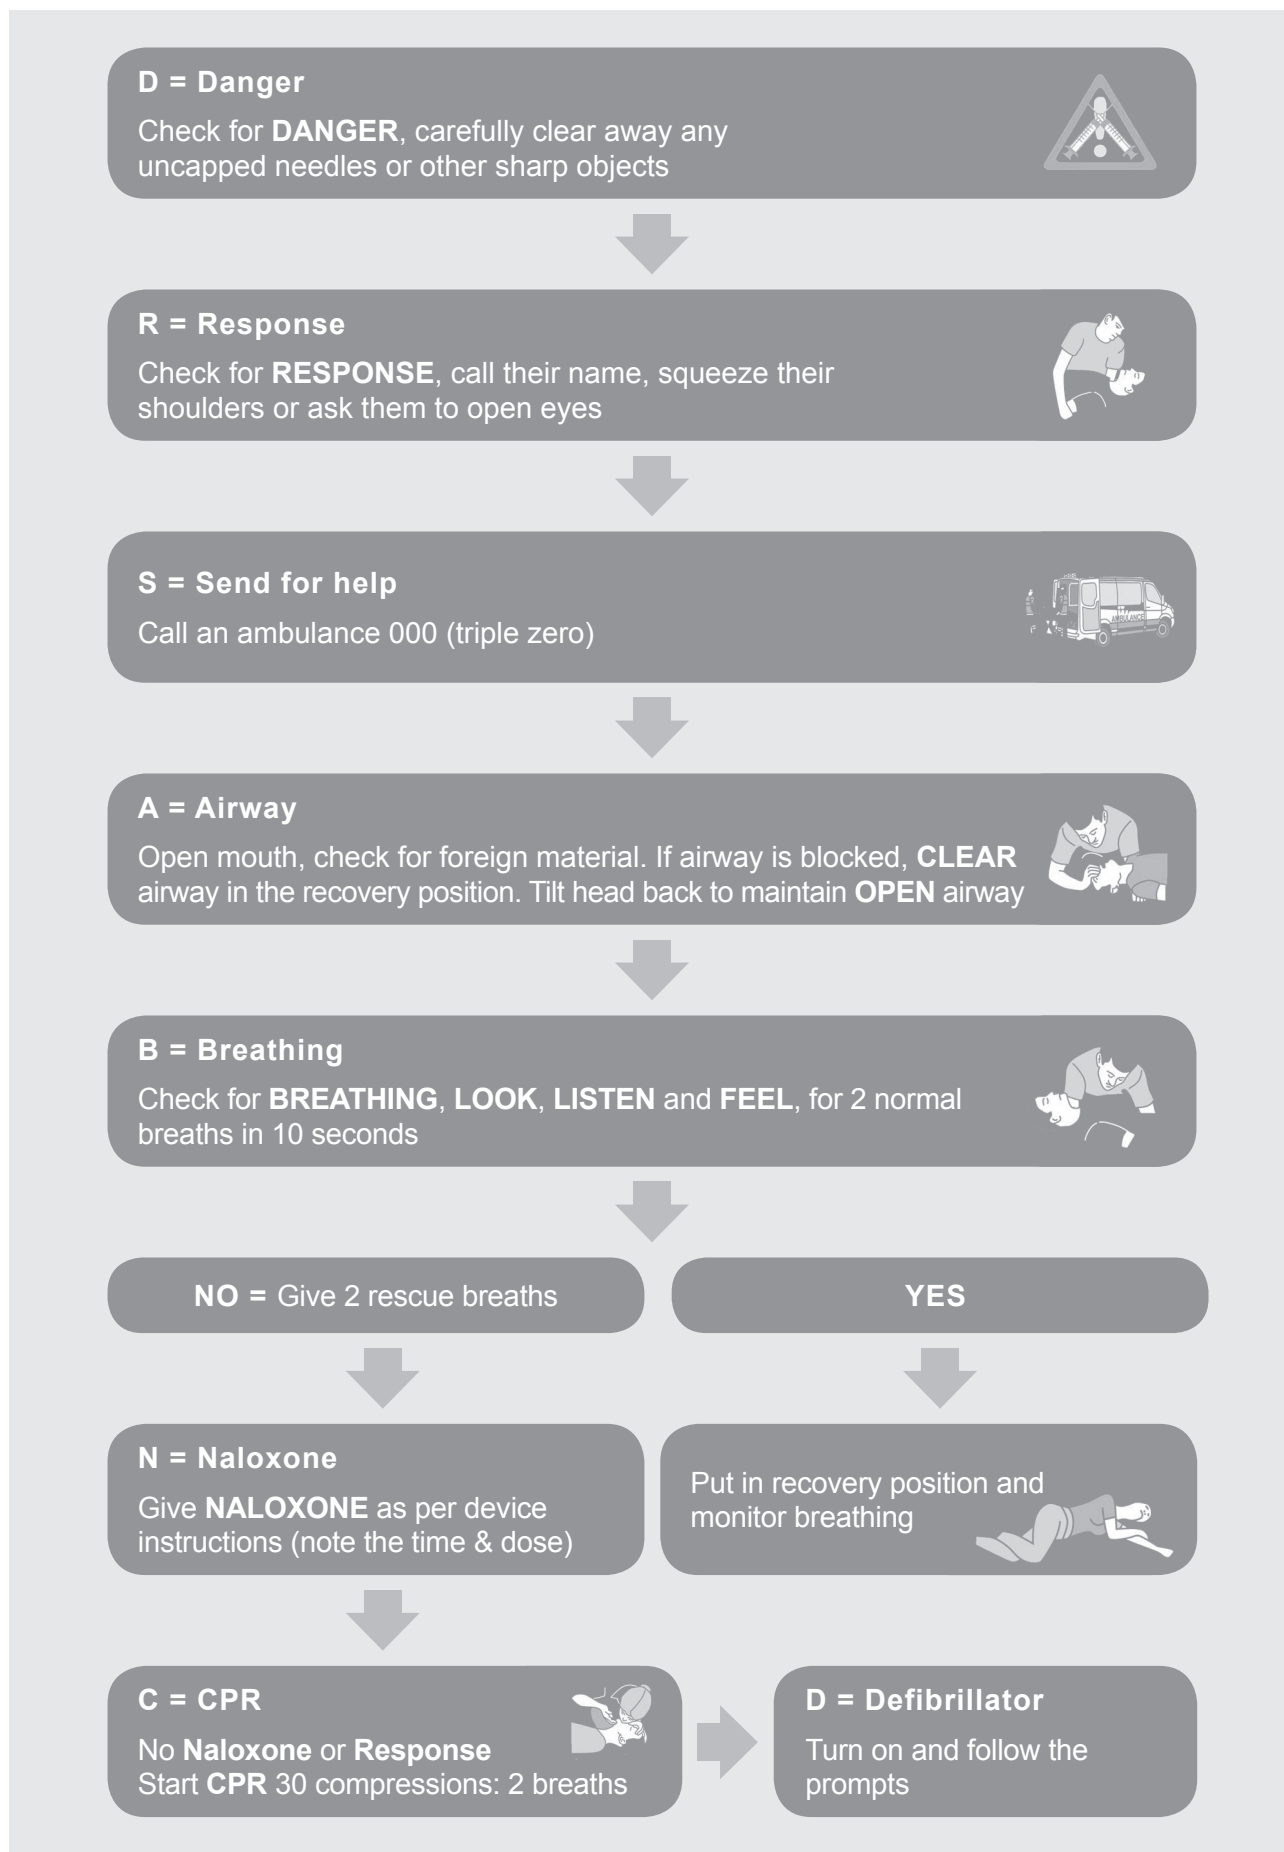 D = Danger
Check for DANGER, carefully clear away any
uncapped needles or other sharp objects
R = Response
Check for RESPONSE, call their name, squeeze their
shoulders or ask them to open eyes
S = Send for help
Call an ambulance 000 (triple zero)
AMBULANCE
A = Airway
Open mouth, check for foreign material. If airway is blocked, CLEAR
airway in the recovery position. Tilt head back to maintain OPEN airway
B = Breathing
Check for BREATHING, LOOK, LISTEN and FEEL, for 2 normal
breaths in 10 seconds
NO = Give 2 rescue breaths
YES
N = Naloxone
Give NALOXONE as per device
instructions (note the time & dose)
Put in recovery position and
monitor breathing
C = CPR
No Naloxone or Response
Start CPR 30 compressions: 2 breaths
D = Defibrillator
Turn on and follow the
prompts